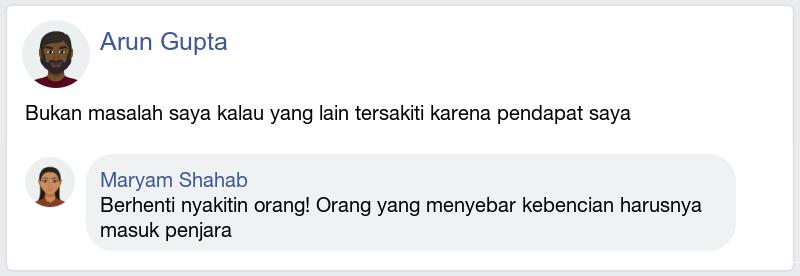 Arun Gupta
Bukan masalah saya kalau yang lain tersakiti karena pendapat saya
Maryam Shahab
Berhenti nyakitin orang! Orang yang menyebar kebencian harusnya
masuk penjara